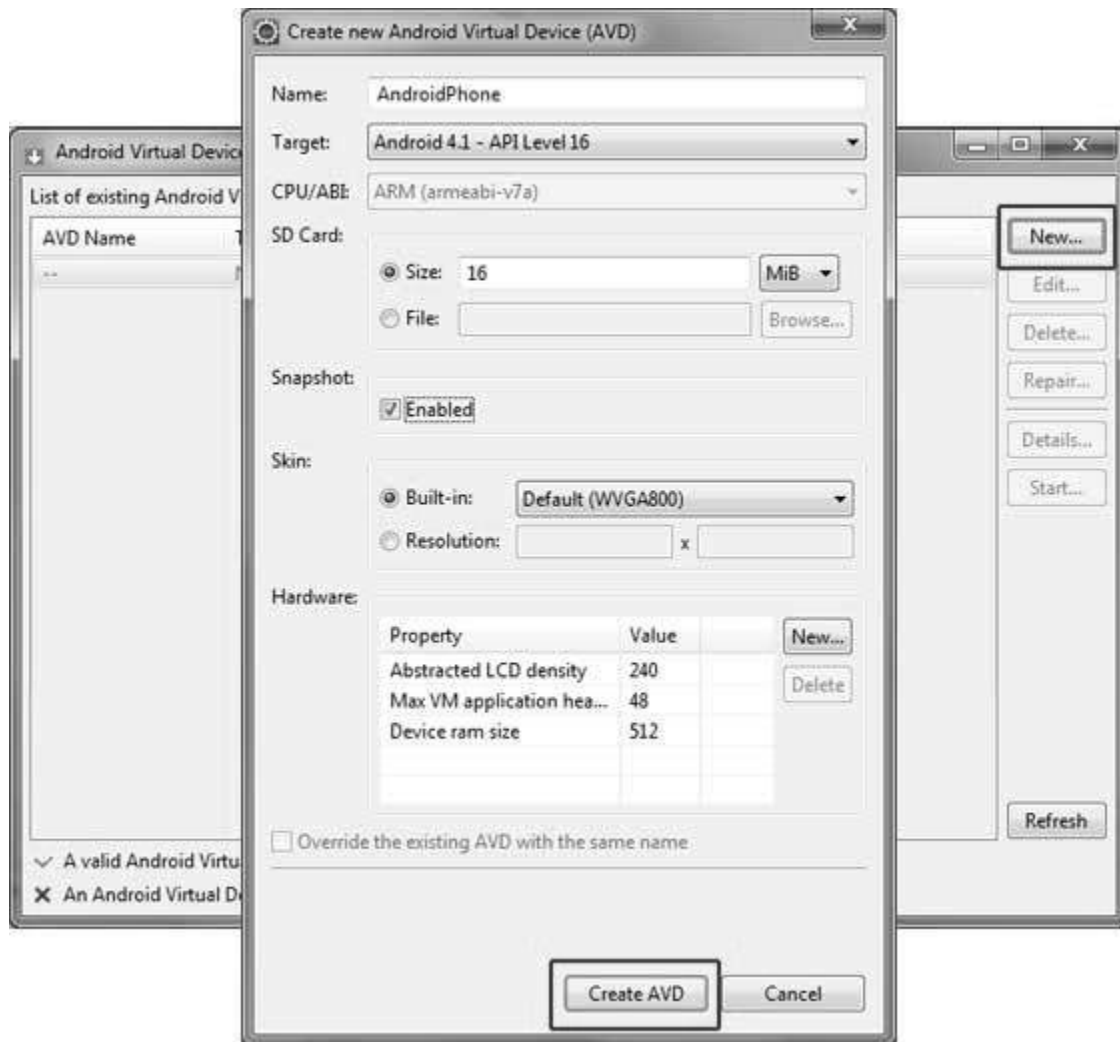 Create new Android Virtual Device (AVD)
Name: AndroidPhone
Target: Android 4.1 - API Level 16
CPU/ABI: ARM (armeabi-v7a)
SD Card:
Size: 16 MiB
File: Browse...
Snapshot:
Enabled
Skin:
Built-in: Default (WVGA800)
Resolution: x
Hardware:
Property Value New...
Abstracted LCD density 240 Delete
Max VM application hea... 48
Device ram size 512
Override the existing AVD with the same name
Create AVD Cancel
Android Virtual Device
List of existing Android V
AVD Name T
-- N
A valid Android Virtu
An Android Virtual De
New...
Edit...
Delete...
Repair...
Details...
Start...
Refresh